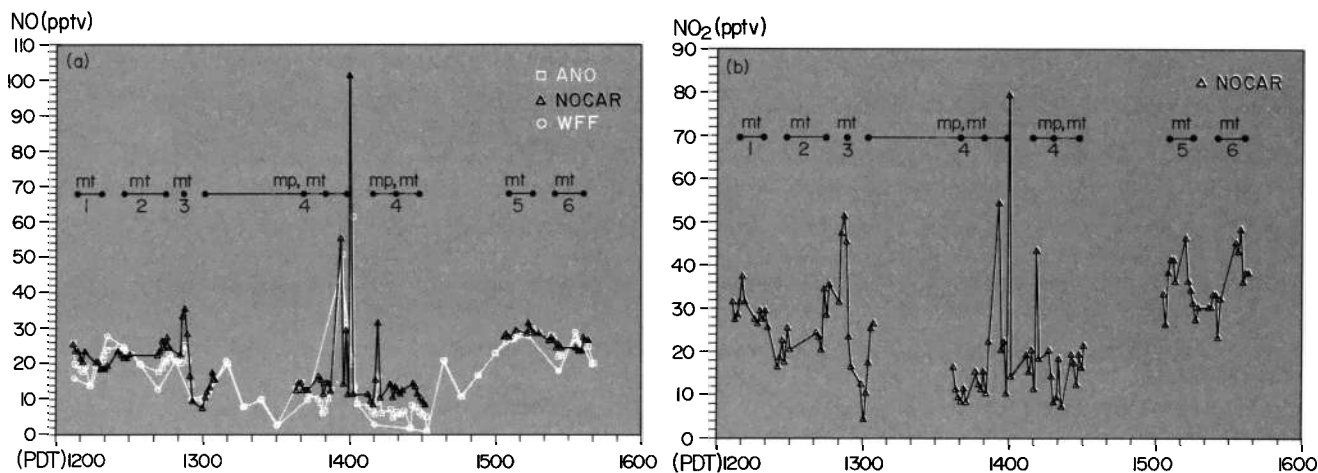 NO (pptv)
110
100
90
80
70
60
50
40
30
20
10
0
(a)
ANO
NOCAR
WFF
mt mt mt mp, mt mp, mt mt mt
1 2 3 4 4 5 6
(PDT) 1200 1300 1400 1500 1600
NO2 (pptv)
90
80
70
60
50
40
30
20
10
0
(b)
NOCAR
mt mt mt mp, mt mp, mt mt mt
1 2 3 4 4 5 6
(PDT) 1200 1300 1400 1500 1600